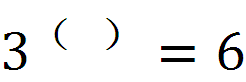 3^{( )} = 6